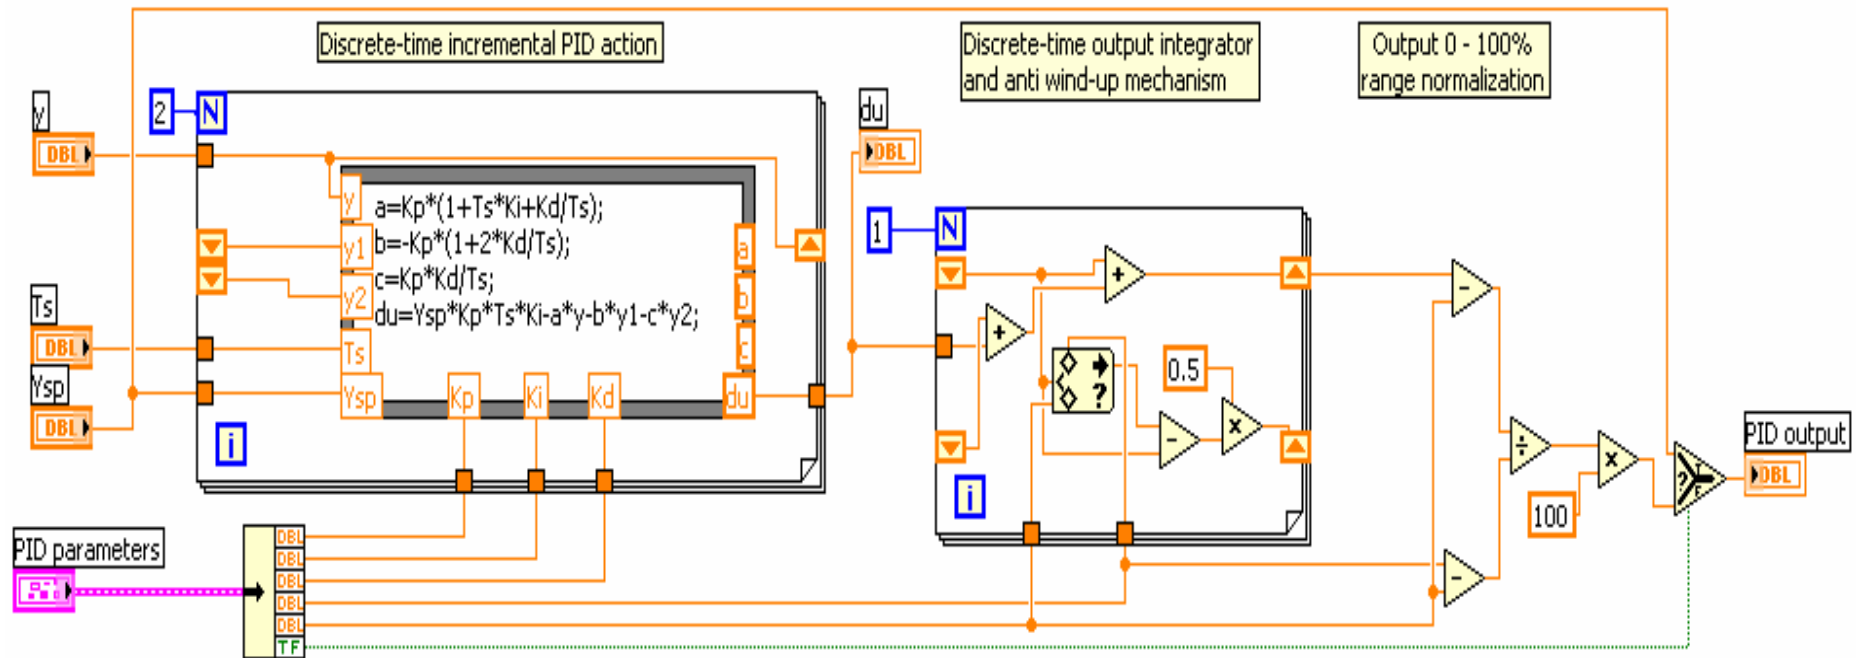 Discrete-time incremental PID action
Discrete-time output integrator
and anti wind-up mechanism
Output 0 - 100%
range normalization
y
DBL
2
N
du
DBL
y
a=Kp*(1+Ts*Ki+Kd/Ts);
y1
b=-Kp*(1+2*Kd/Ts);
a
y2
c=Kp*Kd/Ts;
b
du=Ysp*Kp*Ts*Ki-a*y-b*y1-c*y2;
Ts
DBL
Ts
c
Ysp
DBL
Ysp
Kp
Ki
Kd
du
i
1
N
+
+
-
?
0.5
-
x
i
÷
x
100
-
?
T
F
PID output
DBL
PID parameters
DBL
DBL
DBL
DBL
DBL
TF